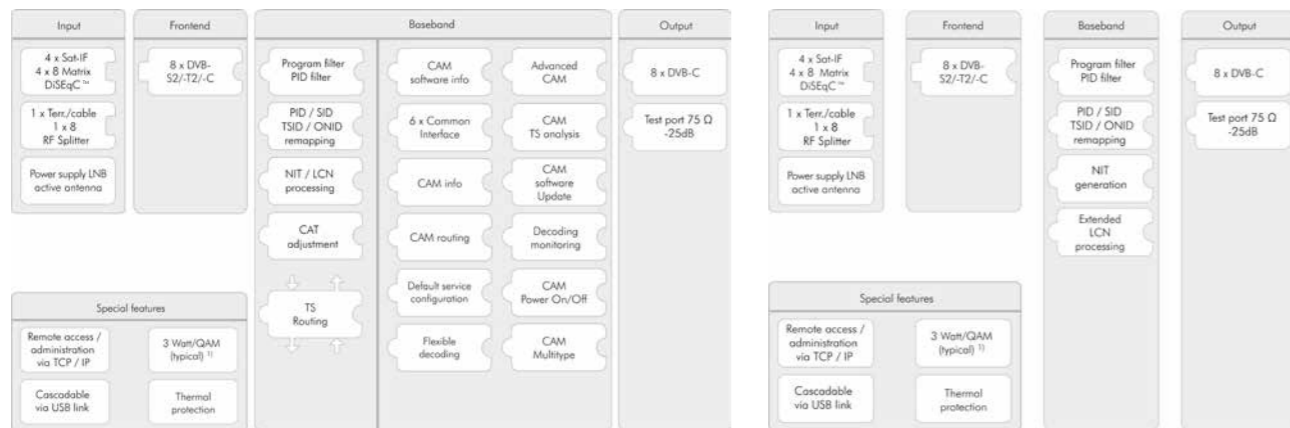 Input
4 x Sat-IF
4 x 8 Matrix
DiSEqC™
1 x Terr./cable
1 x 8
RF Splitter
Power supply LNB
active antenna
Frontend
8 x DVB-
S2/-T2/-C
Baseband
Program filter
PID filter
PID / SID
TSID / ONID
remapping
NIT / LCN
processing
CAT
adjustment
TS
Routing
CAM
software info
6 x Common
Interface
CAM info
CAM routing
Default service
configuration
Flexible
decoding
Advanced
CAM
CAM
TS analysis
CAM
software
Update
Decoding
monitoring
CAM
Power On/Off
CAM
Multitype
Output
8 x DVB-C
Test port 75 Ω
-25dB
Special features
Remote access /
administration
via TCP / IP
3 Watt/QAM
(typical) 1)
Cascadable
via USB link
Thermal
protection
Input
4 x Sat-IF
4 x 8 Matrix
DiSEqC™
1 x Terr./cable
1 x 8
RF Splitter
Power supply LNB
active antenna
Frontend
8 x DVB-
S2/-T2/-C
Baseband
Program filter
PID filter
PID / SID
TSID / ONID
remapping
NIT
generation
Extended
LCN
processing
Output
8 x DVB-C
Test port 75 Ω
-25dB
Special features
Remote access /
administration
via TCP / IP
3 Watt/QAM
(typical) 1)
Cascadable
via USB link
Thermal
protection